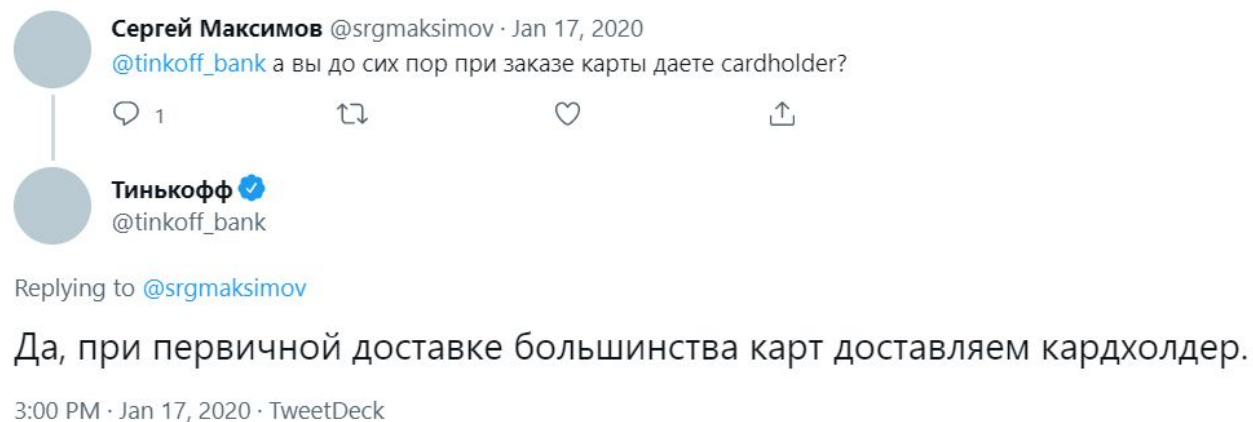 Сергей Максимов @srgmaksimov · Jan 17, 2020
@tinkoff_bank а вы до сих пор при заказе карты даете cardholder?
1
Тинькофф
@tinkoff_bank
Replying to @srgmaksimov
Да, при первичной доставке большинства карт доставляем кардхолдер.
3:00 PM · Jan 17, 2020 · TweetDeck